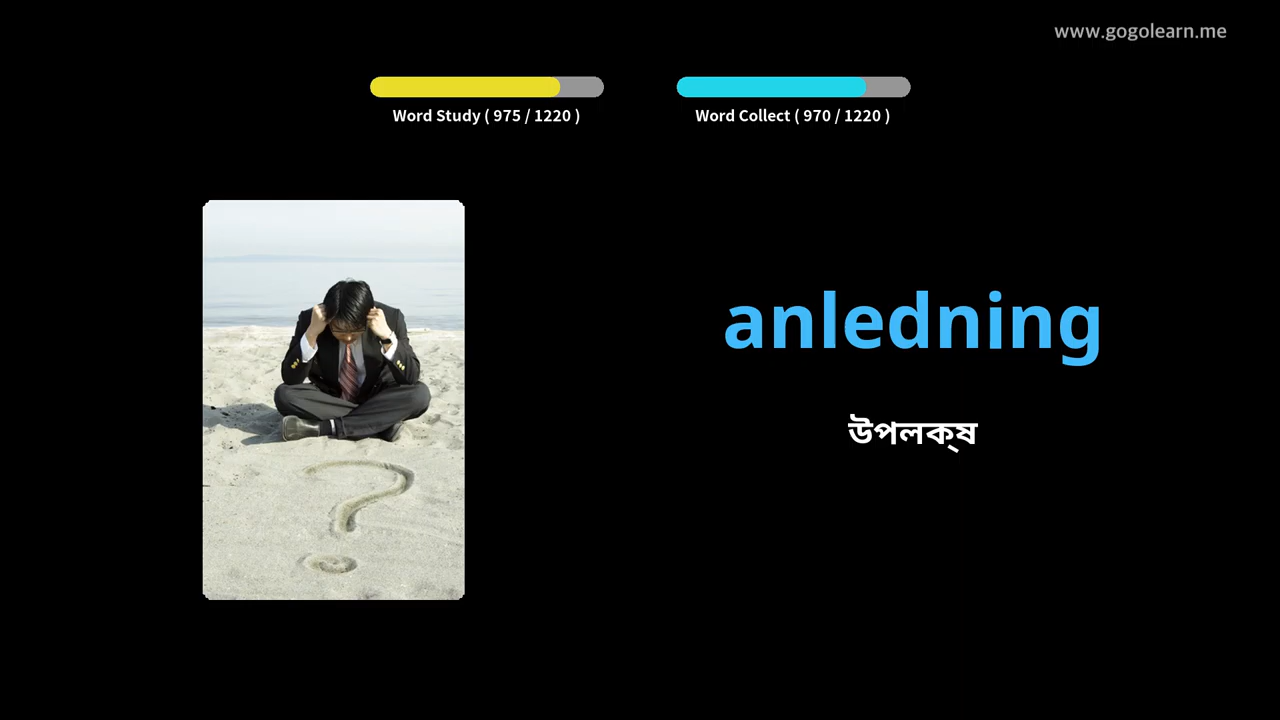 www.gogolearn.me
Word Study ( 975 / 1220 )
Word Collect ( 970 / 1220 )
anledning
উপলক্ষ
?